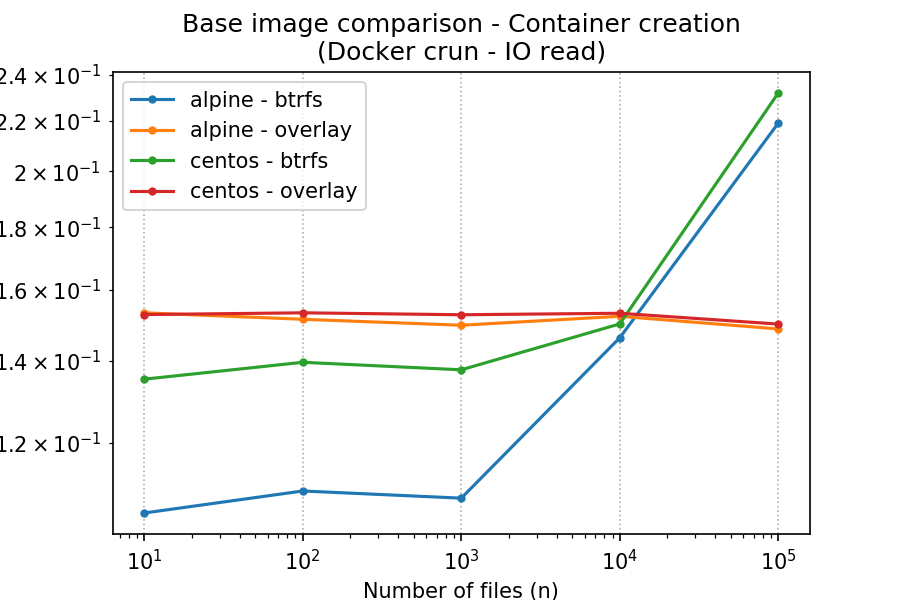 Base image comparison - Container creation
(Docker crun - IO read)
2.4 × 10⁻¹
2.2 × 10⁻¹
2 × 10⁻¹
1.8 × 10⁻¹
1.6 × 10⁻¹
1.4 × 10⁻¹
1.2 × 10⁻¹
alpine - btrfs
alpine - overlay
centos - btrfs
centos - overlay
10¹ 10² 10³ 10⁴ 10⁵
Number of files (n)